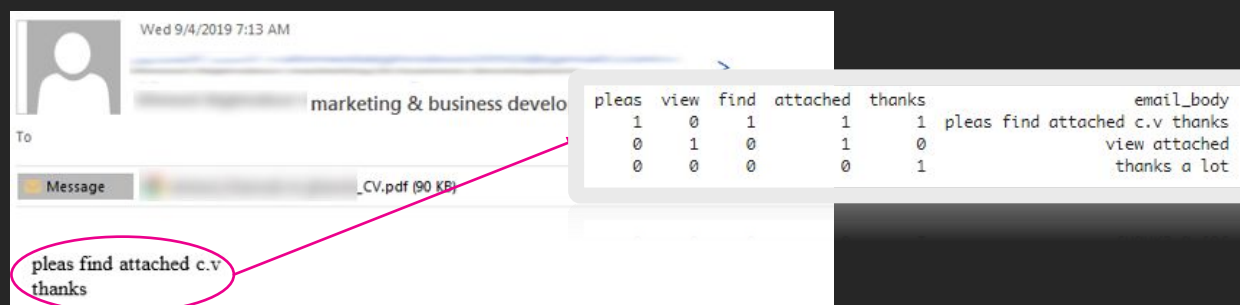 Wed 9/4/2019 7:13 AM
>
marketing & business develo
To
Message
_CV.pdf (90 KB)
pleas find attached c.v
thanks
pleas view find attached thanks email_body
1 0 1 1 1 pleas find attached c.v thanks
0 1 0 1 0 view attached
0 0 0 0 1 thanks a lot